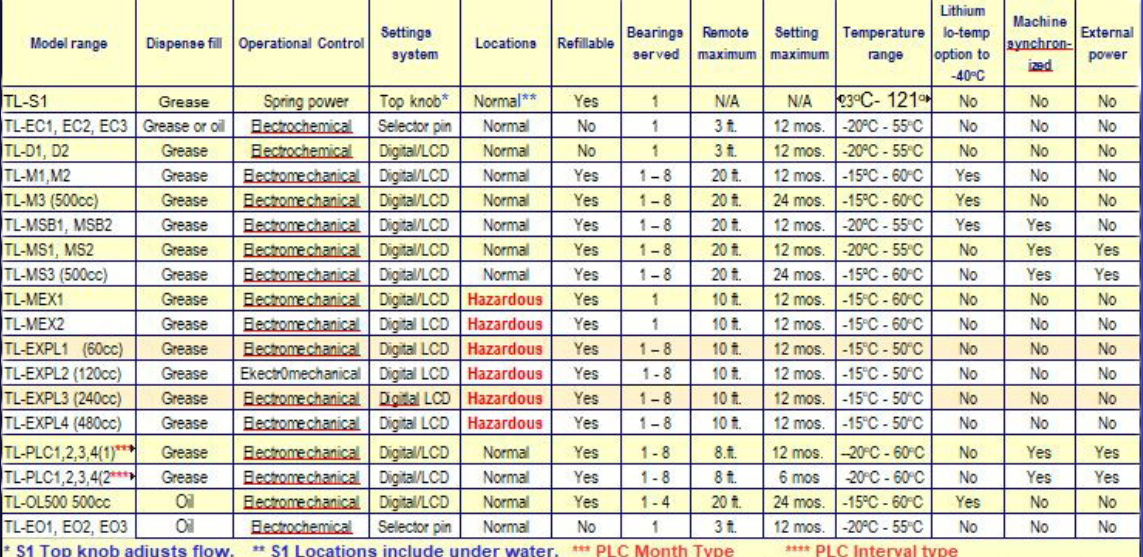 Model range Dispense fill Operational Control Settings system Locations Refillable Bearings served Remote maximum Setting maximum Temperature range Lithium lo-temp option to -40ºC Machine synchron-ized External power
TL-S1 Grease Spring power Top knob* Normal** Yes 1 N/A N/A 23ºC- 121º No No No
TL-EC1, EC2, EC3 Grease or oil Electrochemical Selector pin Normal No 1 3 ft. 12 mos. -20ºC - 55ºC No No No
TL-D1, D2 Grease Electrochemical Digital/LCD Normal No 1 3 ft. 12 mos. -20ºC - 55ºC No No No
TL-M1,M2 Grease Electromechanical Digital/LCD Normal Yes 1 – 8 20 ft. 12 mos. -15ºC - 60ºC Yes No No
TL-M3 (500cc) Grease Electromechanical Digital/LCD Normal Yes 1 – 8 20 ft. 24 mos. -15ºC - 60ºC Yes No No
TL-MSB1, MSB2 Grease Electromechanical Digital/LCD Normal Yes 1 – 8 20 ft. 12 mos. -20ºC - 55ºC Yes Yes No
TL-MS1, MS2 Grease Electromechanical Digital/LCD Normal Yes 1 – 8 20 ft. 12 mos. -20ºC - 55ºC No Yes Yes
TL-MS3 (500cc) Grease Electromechanical Digital/LCD Normal Yes 1 – 8 20 ft. 24 mos. -15ºC - 60ºC No Yes Yes
TL-MEX1 Grease Electromechanical Digital/LCD Hazardous Yes 1 10 ft. 12 mos. -15ºC - 60ºC No No No
TL-MEX2 Grease Electromechanical Digital LCD Hazardous Yes 1 10 ft. 12 mos. -15ºC - 60ºC No No No
TL-EXPL1 (60cc) Grease Electromechanical Digital LCD Hazardous Yes 1 – 8 10 ft. 12 mos. -15ºC - 50ºC No No No
TL-EXPL2 (120cc) Grease Ekectr0mechanical Digital LCD Hazardous Yes 1 - 8 10 ft. 12 mos. -15ºC - 50ºC No No No
TL-EXPL3 (240cc) Grease Electromechanical Digitlal LCD Hazardous Yes 1 – 8 10 ft. 12 mos. -15ºC - 50ºC No No No
TL-EXPL4 (480cc) Grease Electromechanical Digital LCD Hazardous Yes 1 – 8 10 ft. 12 mos. -15ºC - 50ºC No No No
TL-PLC1,2,3,4(1)*** Grease Electromechanical Digital/LCD Normal Yes 1 - 8 8.ft. 12 mos. –20ºC - 60ºC No Yes Yes
TL-PLC1,2,3,4(2**** Grease Electromechanical Digital/LCD Normal Yes 1 - 8 8 ft. 6 mos -20ºC - 60ºC No Yes Yes
TL-OL500 500cc Oil Electromechanical Digital/LCD Normal Yes 1 - 4 20 ft. 24 mos. -15ºC - 60ºC Yes No No
TL-EO1, EO2, EO3 Oil Electrochemical Selector pin Normal No 1 3 ft. 12 mos. -20ºC - 55ºC No No No
* S1 Top knob adjusts flow. ** S1 Locations include under water. *** PLC Month Type **** PLC Interval type